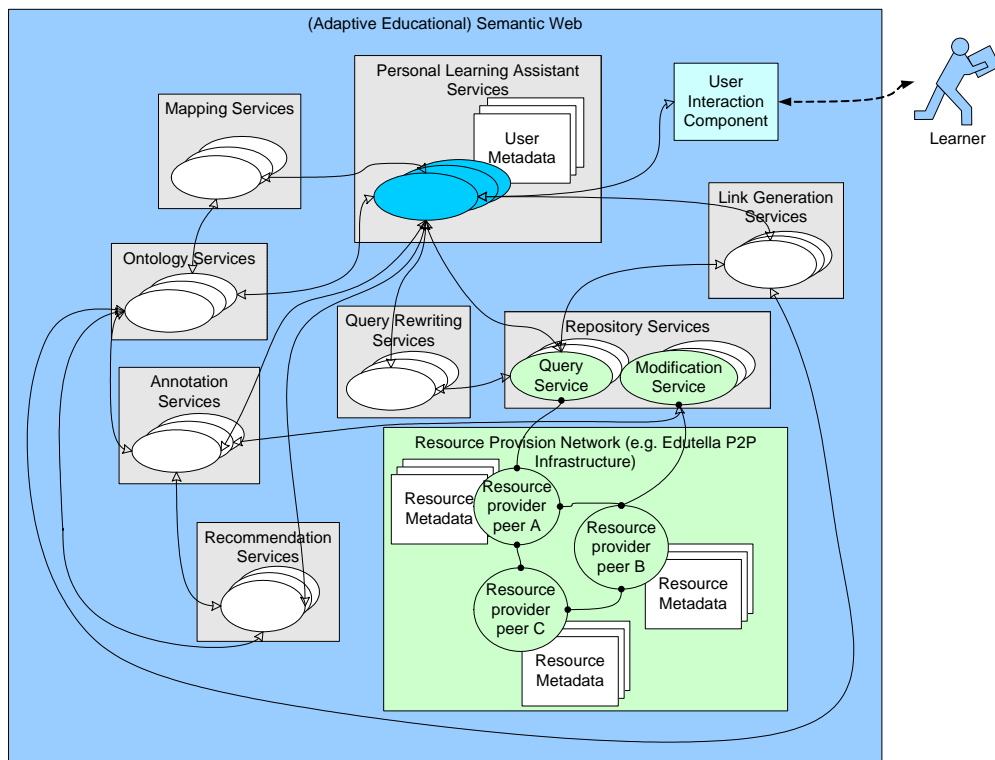 (Adaptive Educational) Semantic Web
Personal Learning Assistant
Services
User
Metadata
User
Interaction
Component
Learner
Mapping Services
Link Generation
Services
Ontology Services
Query Rewriting
Services
Repository Services
Query
Service
Modification
Service
Annotation
Services
Resource Provision Network (e.g. Edutella P2P
Infrastructure)
Resource
Metadata
Resource
provider
peer A
Resource
provider
peer B
Resource
Metadata
Resource
provider
peer C
Resource
Metadata
Recommendation
Services